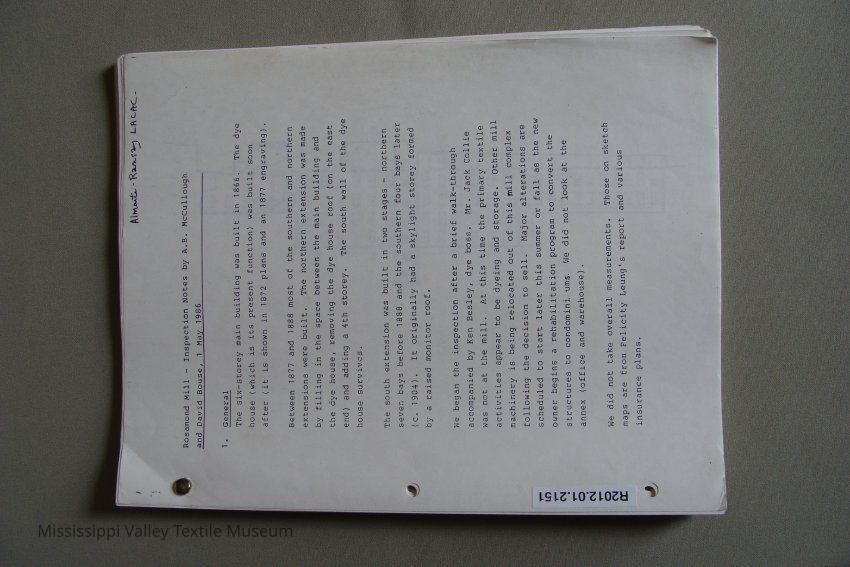 Almonte-Ramsay LACAC.
Rosamond Mill - Inspection Notes by A.B. McCullough
and David Bouse, 1 May 1986
1. General
The six-storey main building was built in 1866. The dye
house (which is its present function) was built soon
after (it is shown in 1872 plans and an 1877 engraving).
Between 1877 and 1888 most of the southern and northern
extensions were built. The northern extension was made
by filling in the space between the main building and
the dye house, removing the dye house roof (on the east
end) and adding a 4th storey. The south wall of the dye
house survives.
The south extension was built in two stages - northern
seven bays before 1888 and the southern four bays later
(c. 1904). It originally had a skylight storey formed
by a raised monitor roof.
We began the inspection after a brief walk-through
accompanied by Ken Besley, dye boss. Mr. Jack Collie
was not at the mill. At this time the primary textile
activities appear to be dyeing and storage. Other mill
machinery is being relocated out of this mill complex
following the decision to sell. Major alterations are
scheduled to start later this summer or fall as the new
owner begins a rehabilitation program to convert the
structures to condominiums. We did not look at the
annex (office and warehouse).
We did not take overall measurements. Those on sketch
maps are from Felicity Leung's report and various
insurance plans.
R2012.01.2151
Mississippi Valley Textile Museum